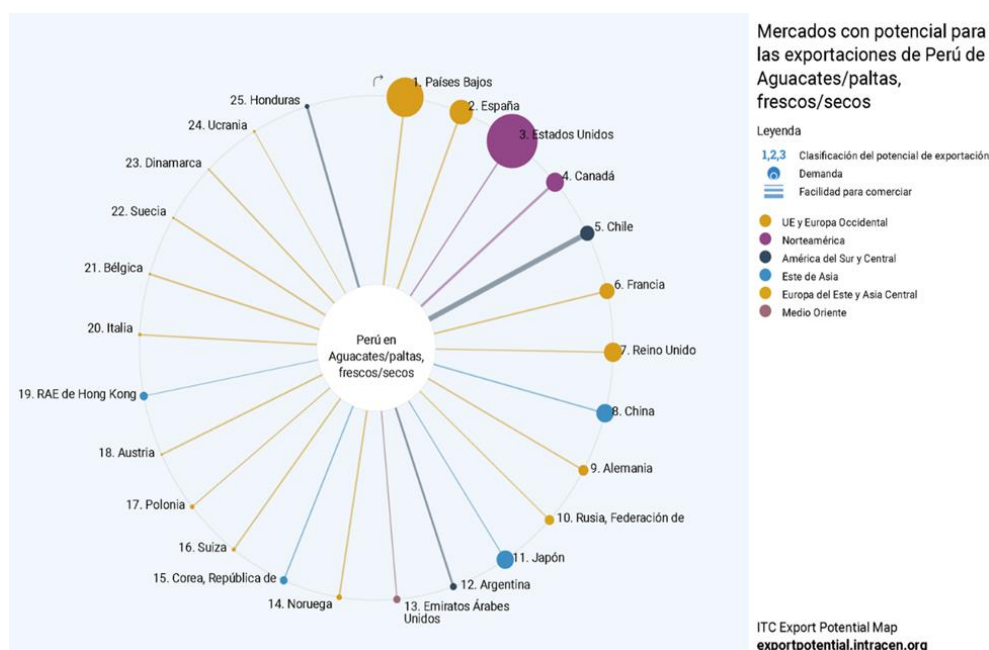 Mercados con potencial para
las exportaciones de Perú de
Aguacates/paltas,
frescos/secos
Leyenda
1,2,3 Clasificación del potencial de exportación
Demanda
Facilidad para comerciar
UE y Europa Occidental
Norteamérica
América del Sur y Central
Este de Asia
Europa del Este y Asia Central
Medio Oriente
1. Países Bajos
2. España
3. Estados Unidos
4. Canadá
5. Chile
6. Francia
7. Reino Unido
8. China
9. Alemania
10. Rusia, Federación de
11. Japón
12. Argentina
13. Emiratos Árabes
Unidos
14. Noruega
15. Corea, República de
16. Suiza
17. Polonia
18. Austria
19. RAE de Hong Kong
20. Italia
21. Bélgica
22. Suecia
23. Dinamarca
24. Ucrania
25. Honduras
Perú en
Aguacates/paltas,
frescos/secos
ITC Export Potential Map
exportpotential.intracen.org